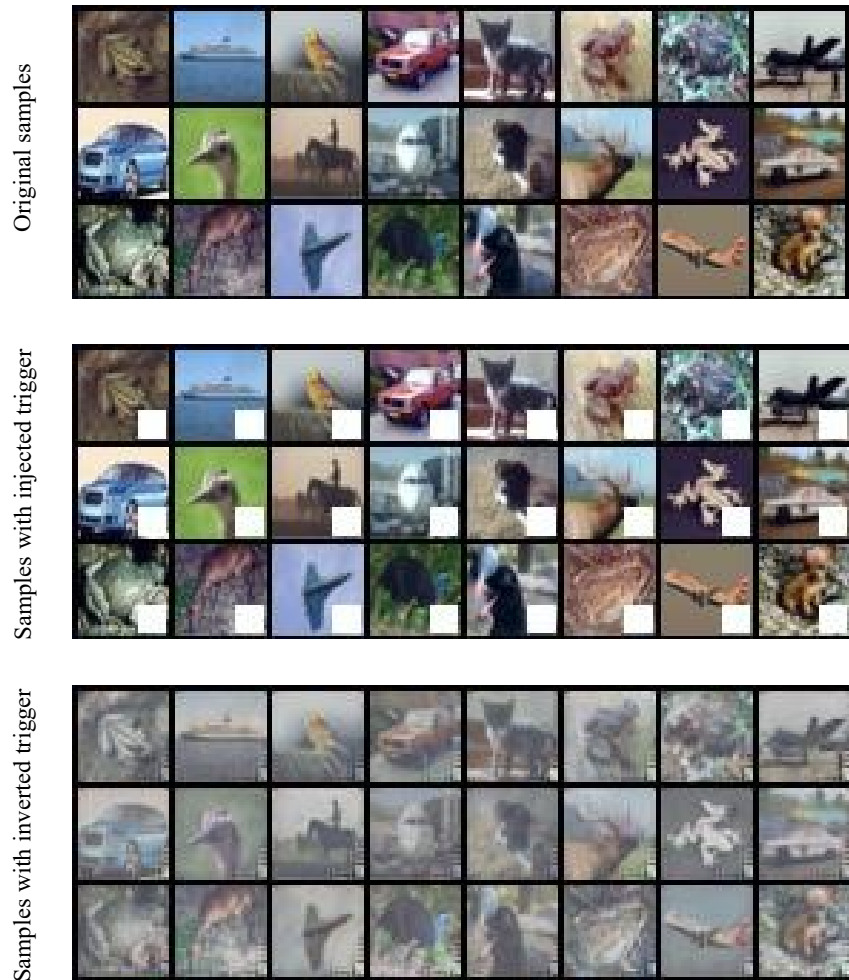 Original samples
Samples with injected trigger
Samples with inverted trigger